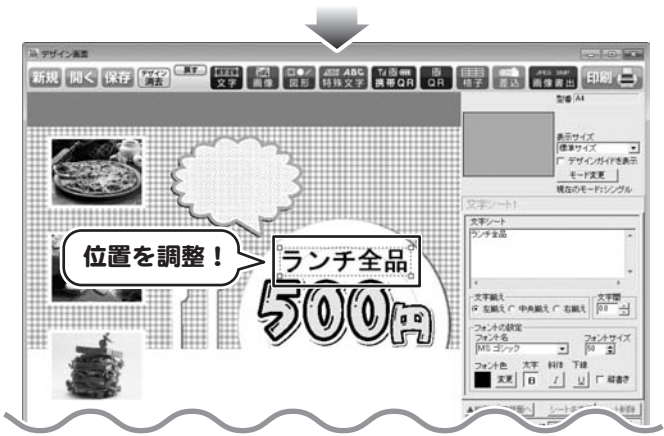 デザイン画面
新規 開く 保存 デザイン消去 戻す 文字 画像 図形 特殊文字 携帯QR QR 格子 差込 画像書出 印刷
型番 A4
表示サイズ
標準サイズ
デザインガイドを表示
モード変更
現在のモード:シングル
文字シート1
文字シート
ランチ全品
位置を調整!
ランチ全品
500円
文字揃え
左揃え 中央揃え 右揃え
文字間
0.0
フォントの設定
フォント名
MS ゴシック
フォントサイズ
50
フォント色 太字 斜体 下線
変更 B I U 縦書き